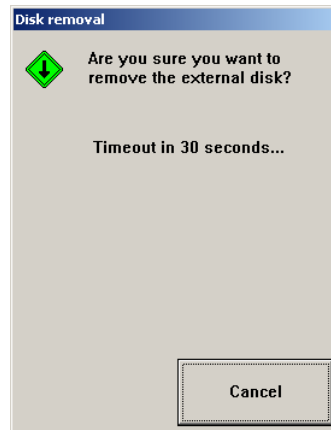 Disk removal
Are you sure you want to
remove the external disk?
Timeout in 30 seconds...
Cancel